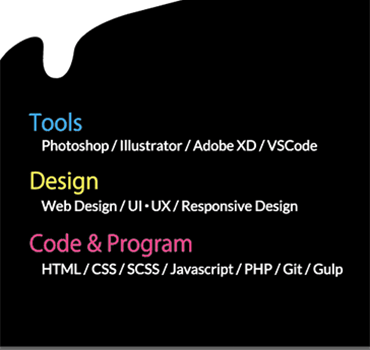 Tools
Photoshop / Illustrator / Adobe XD / VSCode
Design
Web Design / UI・UX / Responsive Design
Code & Program
HTML / CSS / SCSS / Javascript / PHP / Git / Gulp